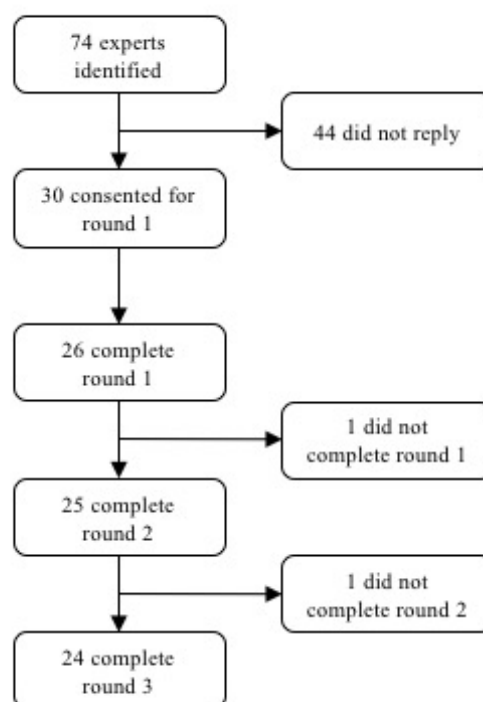 74 experts
identified
44 did not reply
30 consented for
round 1
26 complete
round 1
1 did not
complete round 1
25 complete
round 2
1 did not
complete round 2
24 complete
round 3